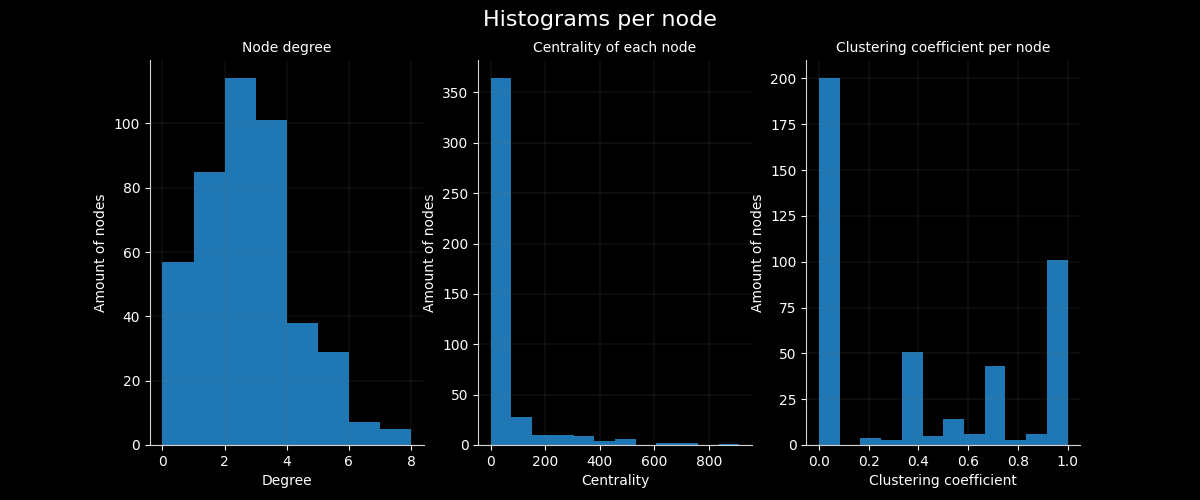 Histograms per node
Node degree
Amount of nodes
100
80
60
40
20
0
0 2 4 6 8
Degree
Centrality of each node
Amount of nodes
350
300
250
200
150
100
50
0
0 200 400 600 800
Centrality
Clustering coefficient per node
Amount of nodes
200
175
150
125
100
75
50
25
0
0.0 0.2 0.4 0.6 0.8 1.0
Clustering coefficient